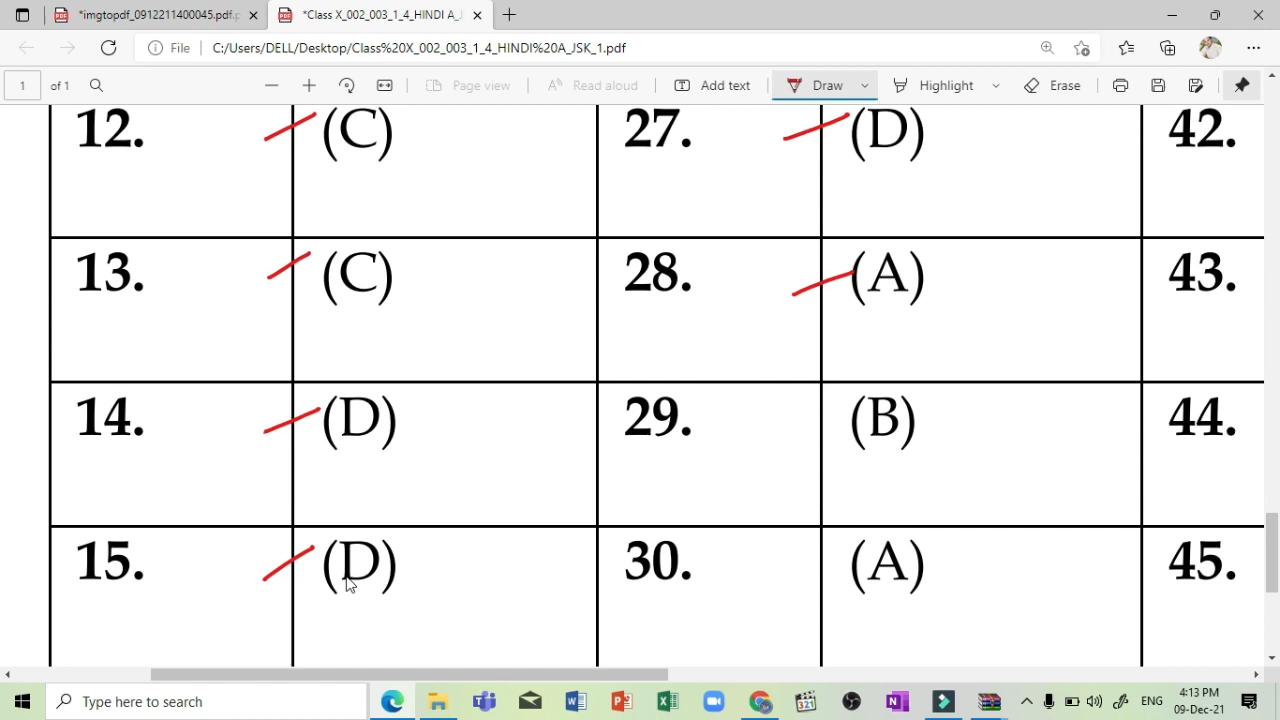 *imgtopdf_0912211400045.pdf.p
*Class X_002_003_1_4_HINDI A_J
File
C:/Users/DELL/Desktop/Class%20X_002_003_1_4_HINDI%20A_JSK_1.pdf
1 of 1
Page view
Read aloud
Add text
Draw
Highlight
Erase
12. (C) 27. (D) 42.
13. (C) 28. (A) 43.
14. (D) 29. (B) 44.
15. (D) 30. (A) 45.
Type here to search
321
ENG
4:13 PM
09-Dec-21